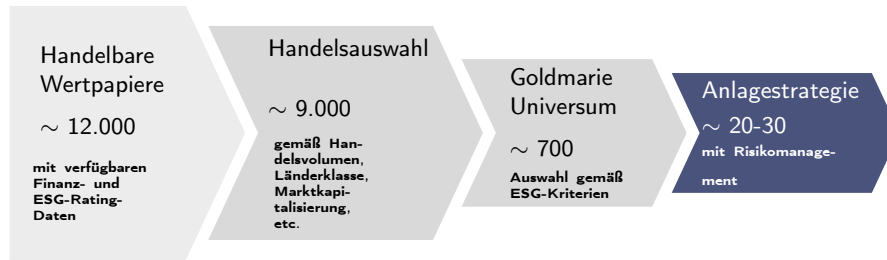 Handelbare
Wertpapiere
∼ 12.000
mit verfügbaren
Finanz- und
ESG-Rating-
Daten
Handelsauswahl
∼ 9.000
gemäß Han-
delsvolumen,
Länderklasse,
Marktkapi-
talisierung,
etc.
Goldmarie
Universum
∼ 700
Auswahl gemäß
ESG-Kriterien
Anlagestrategie
∼ 20-30
mit Risikomanage-
ment